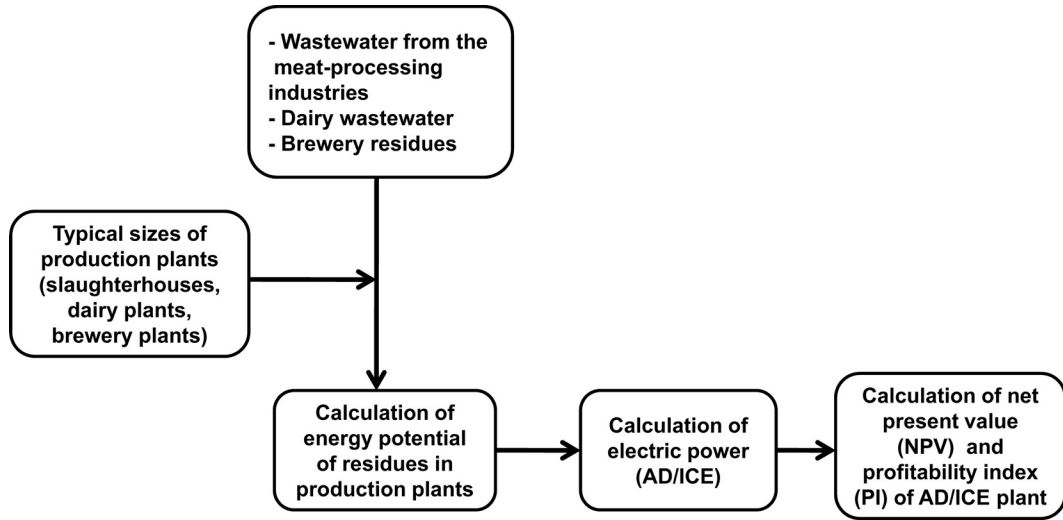 - Wastewater from the
meat-processing
industries
- Dairy wastewater
- Brewery residues
Typical sizes of
production plants
(slaughterhouses,
dairy plants,
brewery plants)
Calculation of
energy potential
of residues in
production plants
Calculation of
electric power
(AD/ICE)
Calculation of net
present value
(NPV) and
profitability index
(PI) of AD/ICE plant